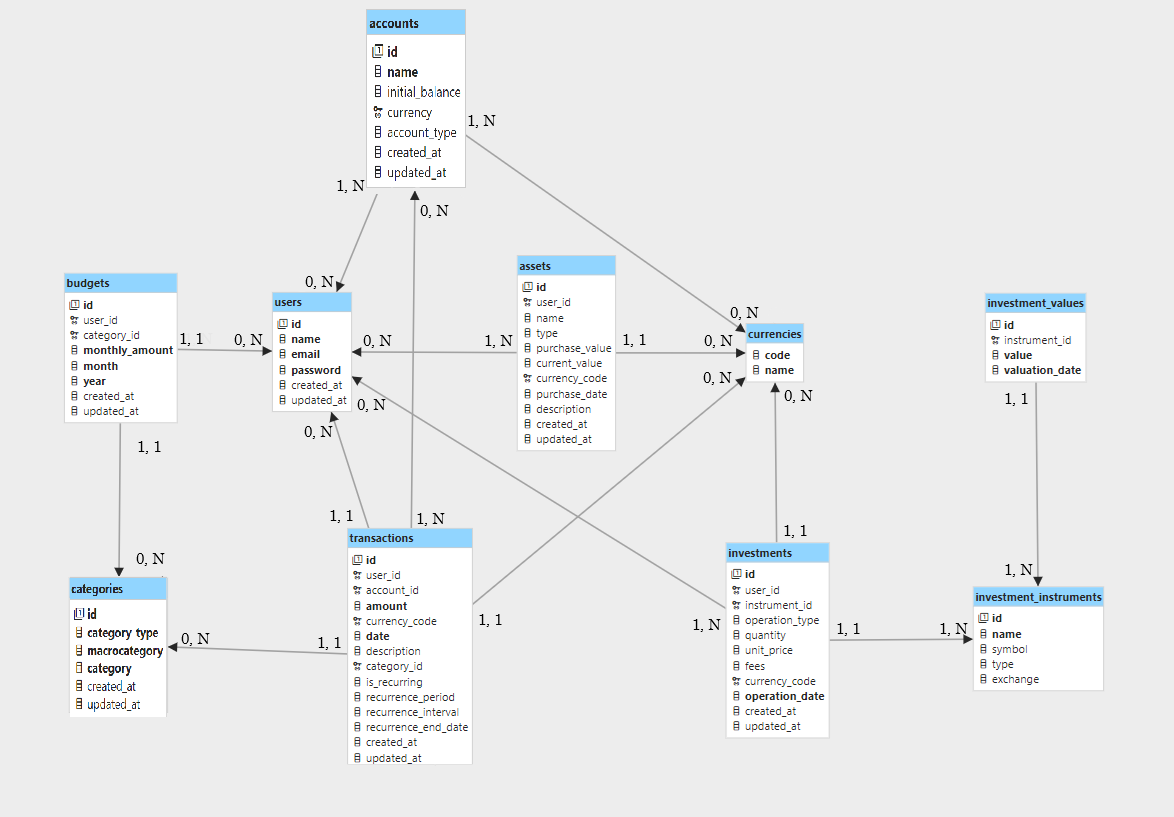 accounts
id
name
initial_balance
currency
account_type
created_at
updated_at
1, N
1, N
0, N
0, N
0, N
budgets
id
user_id
category_id
monthly_amount
month
year
created_at
updated_at
1, 1
0, N
users
id
name
email
password
created_at
updated_at
0, N
1, N
assets
id
user_id
name
type
purchase_value
current_value
currency_code
purchase_date
description
created_at
updated_at
1, 1
0, N
currencies
code
name
0, N
0, N
investment_values
id
instrument_id
value
valuation_date
1, 1
0, N
0, N
1, 1
0, N
1, 1
1, N
transactions
id
user_id
account_id
amount
currency_code
date
description
category_id
is_recurring
recurrence_period
recurrence_interval
recurrence_end_date
created_at
updated_at
1, 1
categories
id
category_type
macrocategory
category
created_at
updated_at
0, N
1, 1
1, 1
investments
id
user_id
instrument_id
operation_type
quantity
unit_price
fees
currency_code
operation_date
created_at
updated_at
1, N
1, 1
1, N
1, N
investment_instruments
id
name
symbol
type
exchange